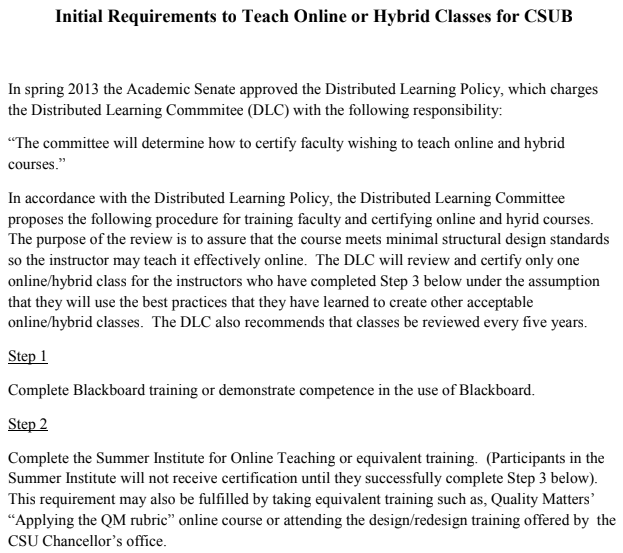 Initial Requirements to Teach Online or Hybrid Classes for CSUB
In spring 2013 the Academic Senate approved the Distributed Learning Policy, which charges
the Distributed Learning Commmitee (DLC) with the following responsibility:
“The committee will determine how to certify faculty wishing to teach online and hybrid
courses.”
In accordance with the Distributed Learning Policy, the Distributed Learning Committee
proposes the following procedure for training faculty and certifying online and hyrid courses.
The purpose of the review is to assure that the course meets minimal structural design standards
so the instructor may teach it effectively online.  The DLC will review and certify only one
online/hybrid class for the instructors who have completed Step 3 below under the assumption
that they will use the best practices that they have learned to create other acceptable
online/hybrid classes.  The DLC also recommends that classes be reviewed every five years.
Step 1
Complete Blackboard training or demonstrate competence in the use of Blackboard.
Step 2
Complete the Summer Institute for Online Teaching or equivalent training.  (Participants in the
Summer Institute will not receive certification until they successfully complete Step 3 below).
This requirement may also be fulfilled by taking equivalent training such as, Quality Matters’
“Applying the QM rubric” online course or attending the design/redesign training offered by  the
CSU Chancellor’s office.